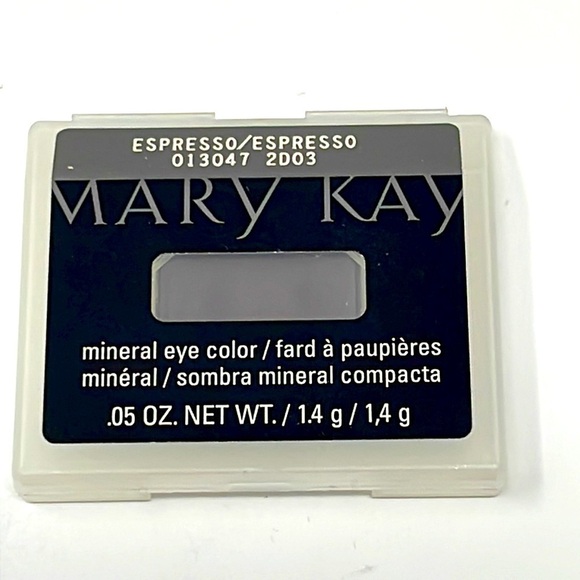 ESPRESSO/ESPRESSO
013047 2D03
MARY KAY
mineral eye color / fard à paupières
minéral / sombra mineral compacta
.05 OZ. NET WT. / 1.4 g / 1,4 g